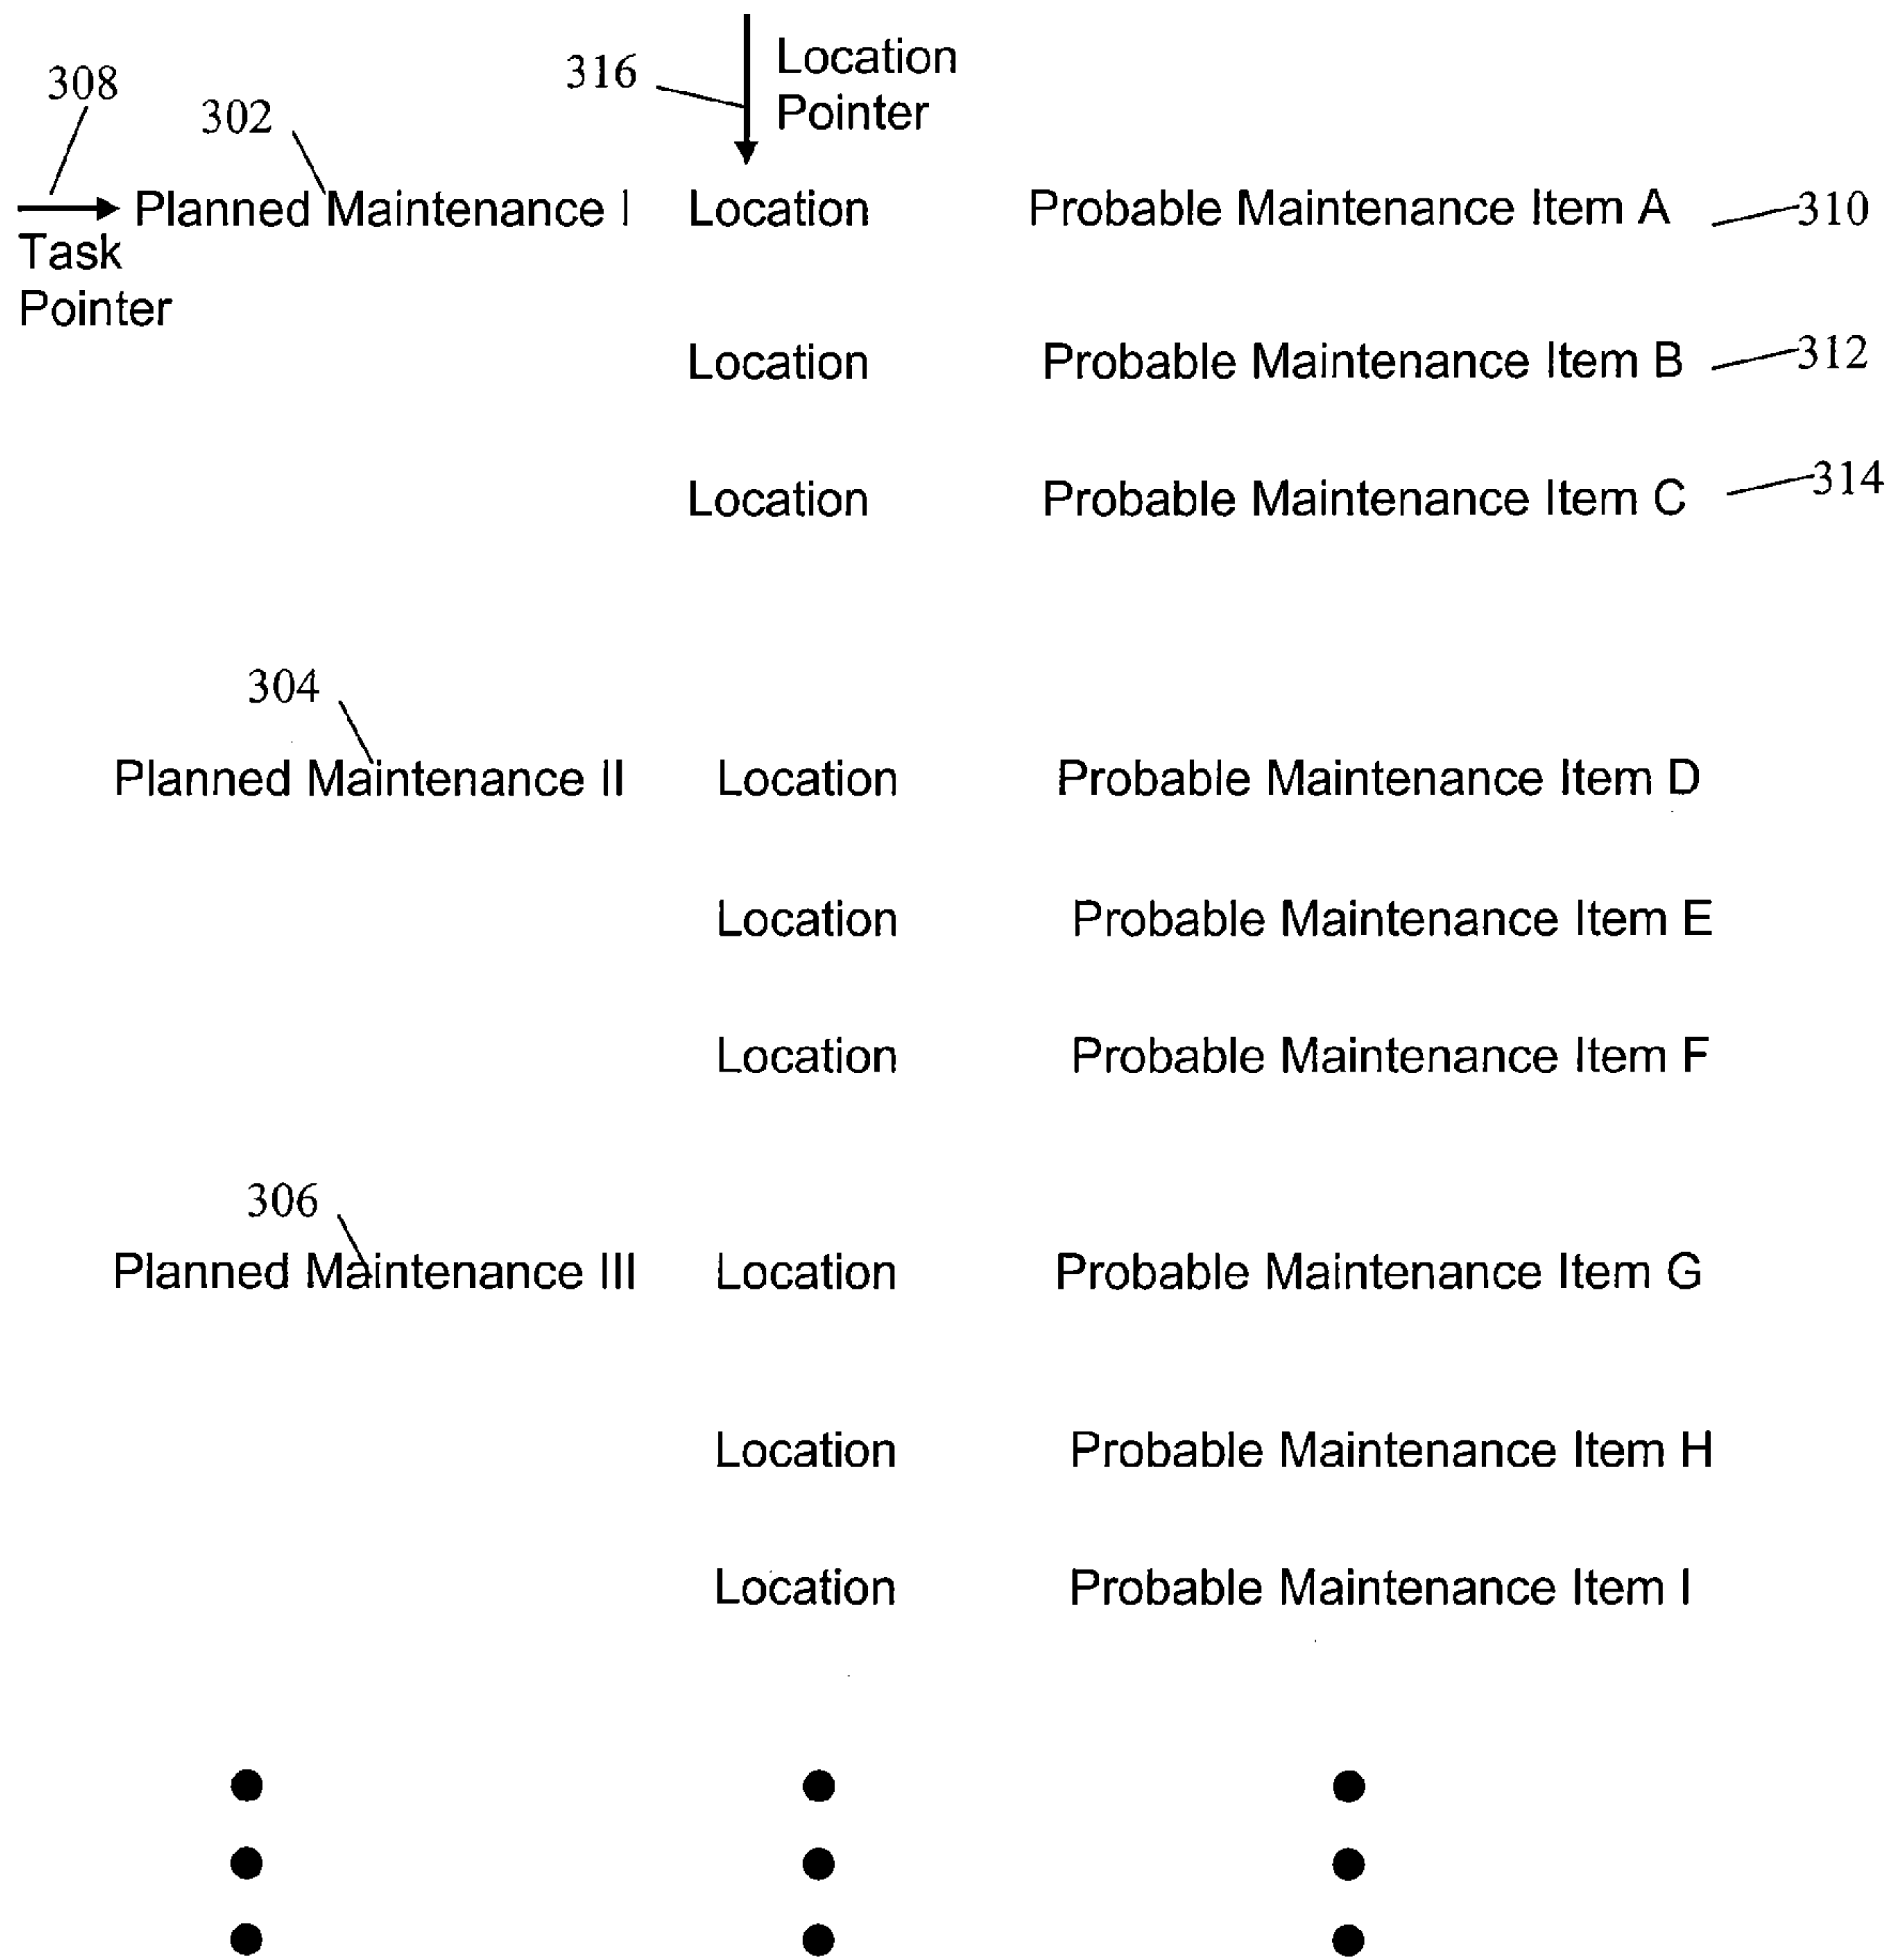 308
302
316
Location
Pointer
Planned Maintenance I Location Probable Maintenance Item A 310
Task
Pointer
Location Probable Maintenance Item B 312
Location Probable Maintenance Item C 314
304
Planned Maintenance II Location Probable Maintenance Item D
Location Probable Maintenance Item E
Location Probable Maintenance Item F
306
Planned Maintenance III Location Probable Maintenance Item G
Location Probable Maintenance Item H
Location Probable Maintenance Item I